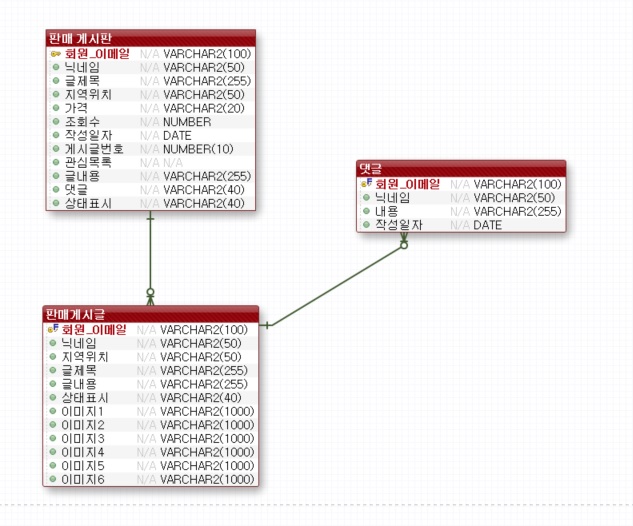 판매 게시판
회원_이메일 N/A VARCHAR2(100)
닉네임 N/A VARCHAR2(50)
글제목 N/A VARCHAR2(255)
지역위치 N/A VARCHAR2(50)
가격 N/A VARCHAR2(20)
조회수 N/A NUMBER
작성일자 N/A DATE
게시글번호 N/A NUMBER(10)
관심목록 N/A N/A
글내용 N/A VARCHAR2(255)
댓글 N/A VARCHAR2(40)
상태표시 N/A VARCHAR2(40)
댓글
회원_이메일 N/A VARCHAR2(100)
닉네임 N/A VARCHAR2(50)
내용 N/A VARCHAR2(255)
작성일자 N/A DATE
판매게시글
회원_이메일 N/A VARCHAR2(100)
닉네임 N/A VARCHAR2(50)
지역위치 N/A VARCHAR2(50)
글제목 N/A VARCHAR2(255)
글내용 N/A VARCHAR2(255)
상태표시 N/A VARCHAR2(40)
이미지1 N/A VARCHAR2(1000)
이미지2 N/A VARCHAR2(1000)
이미지3 N/A VARCHAR2(1000)
이미지4 N/A VARCHAR2(1000)
이미지5 N/A VARCHAR2(1000)
이미지6 N/A VARCHAR2(1000)